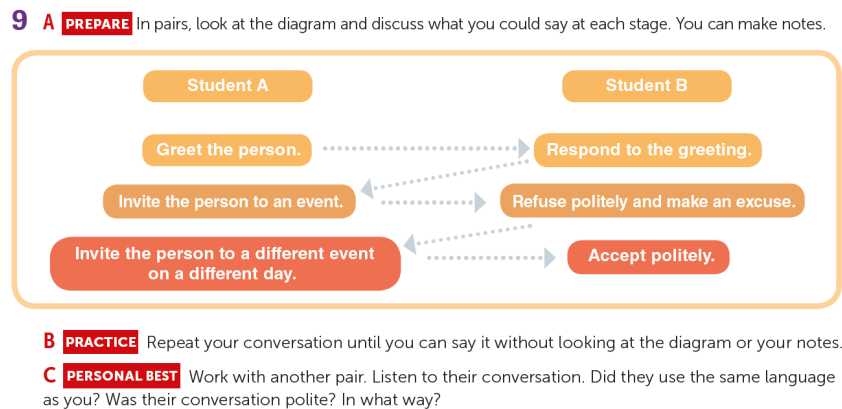 9 A PREPARE In pairs, look at the diagram and discuss what you could say at each stage. You can make notes.
Student A
Student B
Greet the person.
Respond to the greeting.
Invite the person to an event.
Refuse politely and make an excuse.
Invite the person to a different event
on a different day.
Accept politely.
B PRACTICE Repeat your conversation until you can say it without looking at the diagram or your notes.
C PERSONAL BEST Work with another pair. Listen to their conversation. Did they use the same language
as you? Was their conversation polite? In what way?